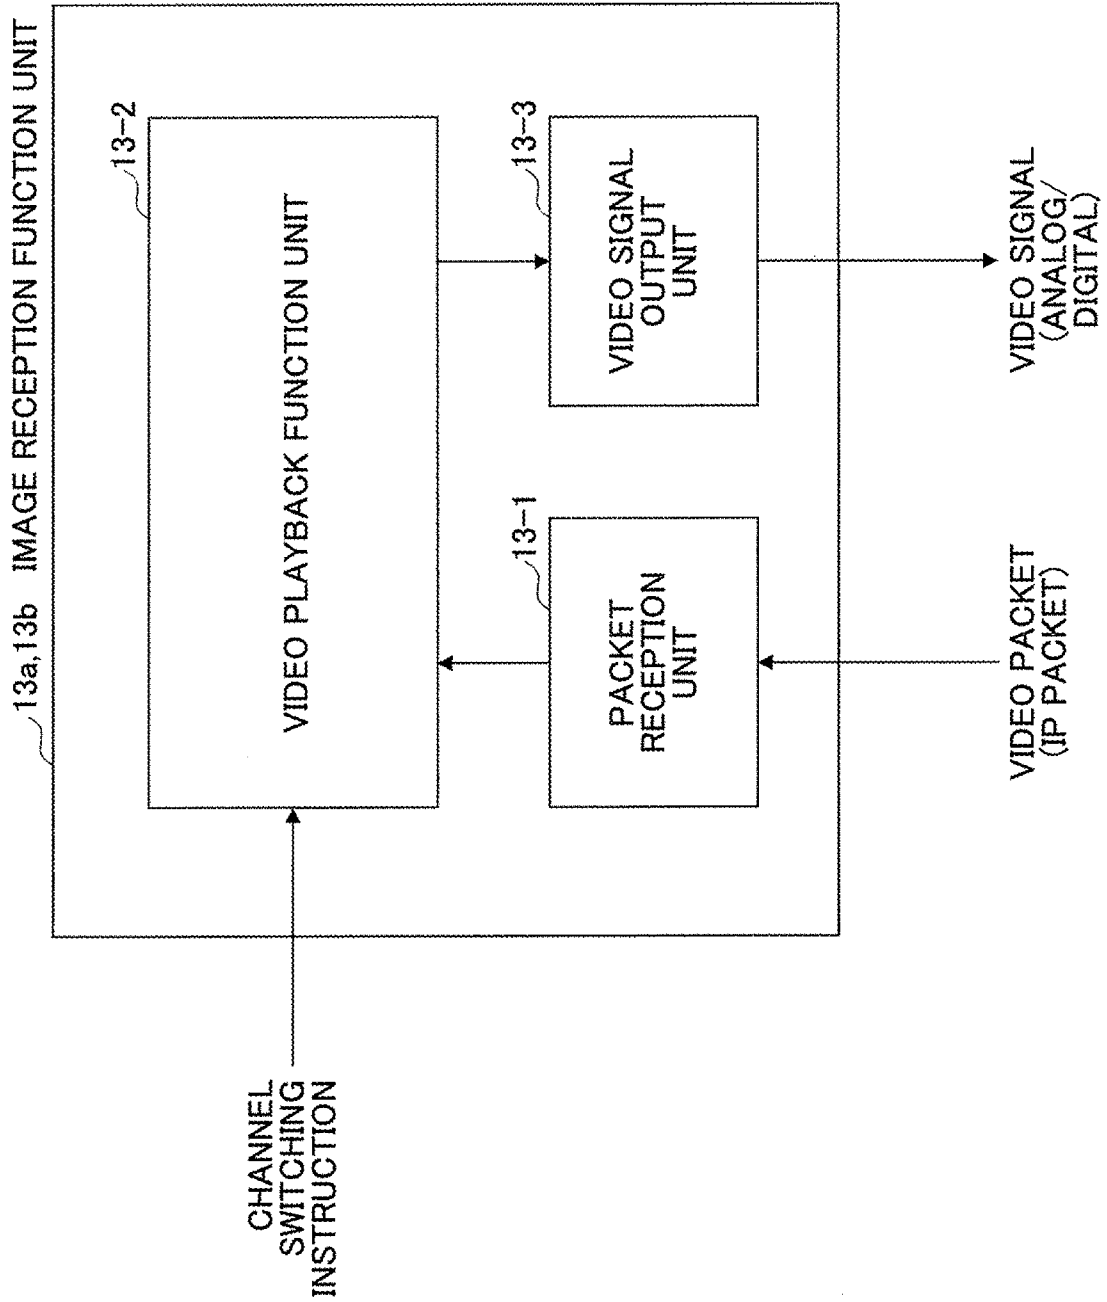 13a,13b IMAGE RECEPTION FUNCTION UNIT
13-2
VIDEO PLAYBACK FUNCTION UNIT
CHANNEL
SWITCHING
INSTRUCTION
13-1
PACKET
RECEPTION
UNIT
13-3
VIDEO SIGNAL
OUTPUT
UNIT
VIDEO PACKET
(IP PACKET)
VIDEO SIGNAL
(ANALOG/
DIGITAL)